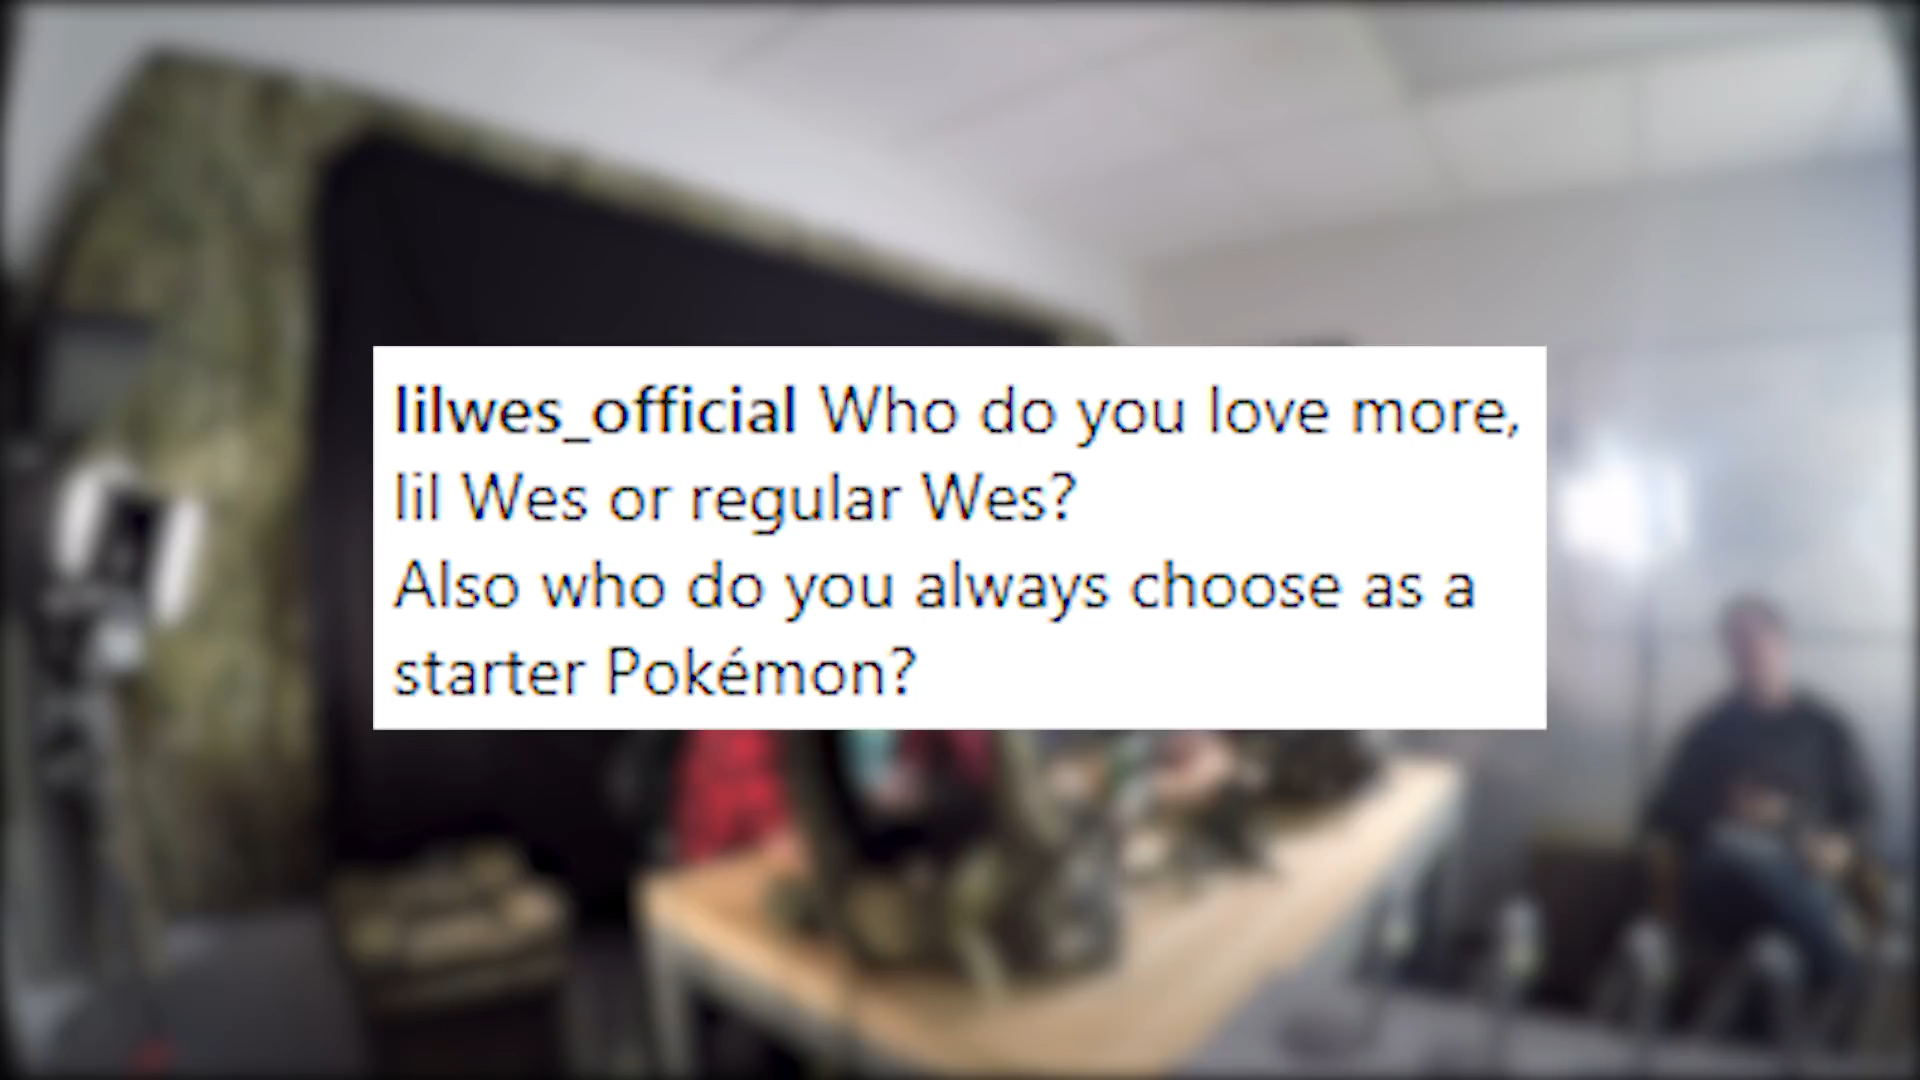 lilwes_official Who do you love more,
lil Wes or regular Wes?
Also who do you always choose as a
starter Pokémon?